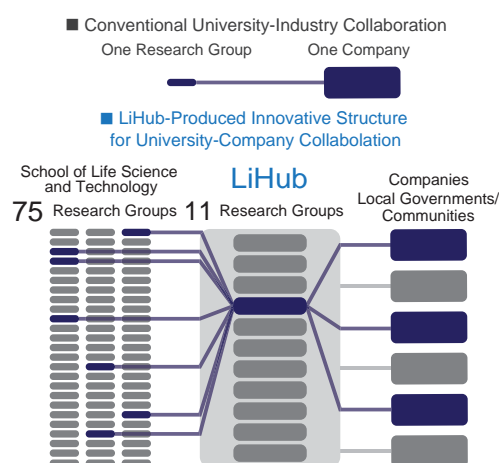 ■ Conventional University-Industry Collaboration
One Research Group One Company
■ LiHub-Produced Innovative Structure
for University-Company Collabolation
School of Life Science
and Technology
75 Research Groups
LiHub
11 Research Groups
Companies
Local Governments/
Communities